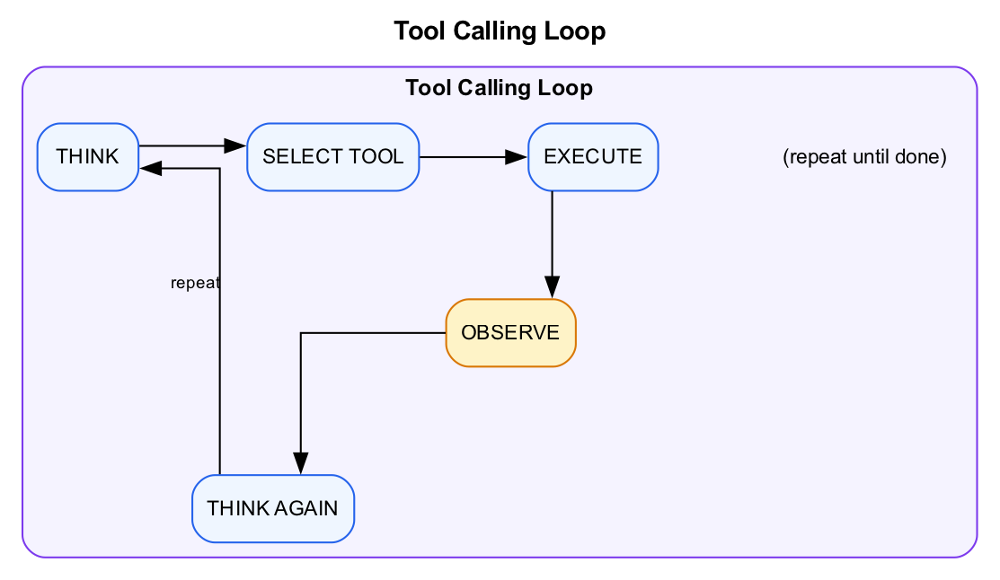 Tool Calling Loop
Tool Calling Loop
THINK
SELECT TOOL
EXECUTE
(repeat until done)
repeat
OBSERVE
THINK AGAIN